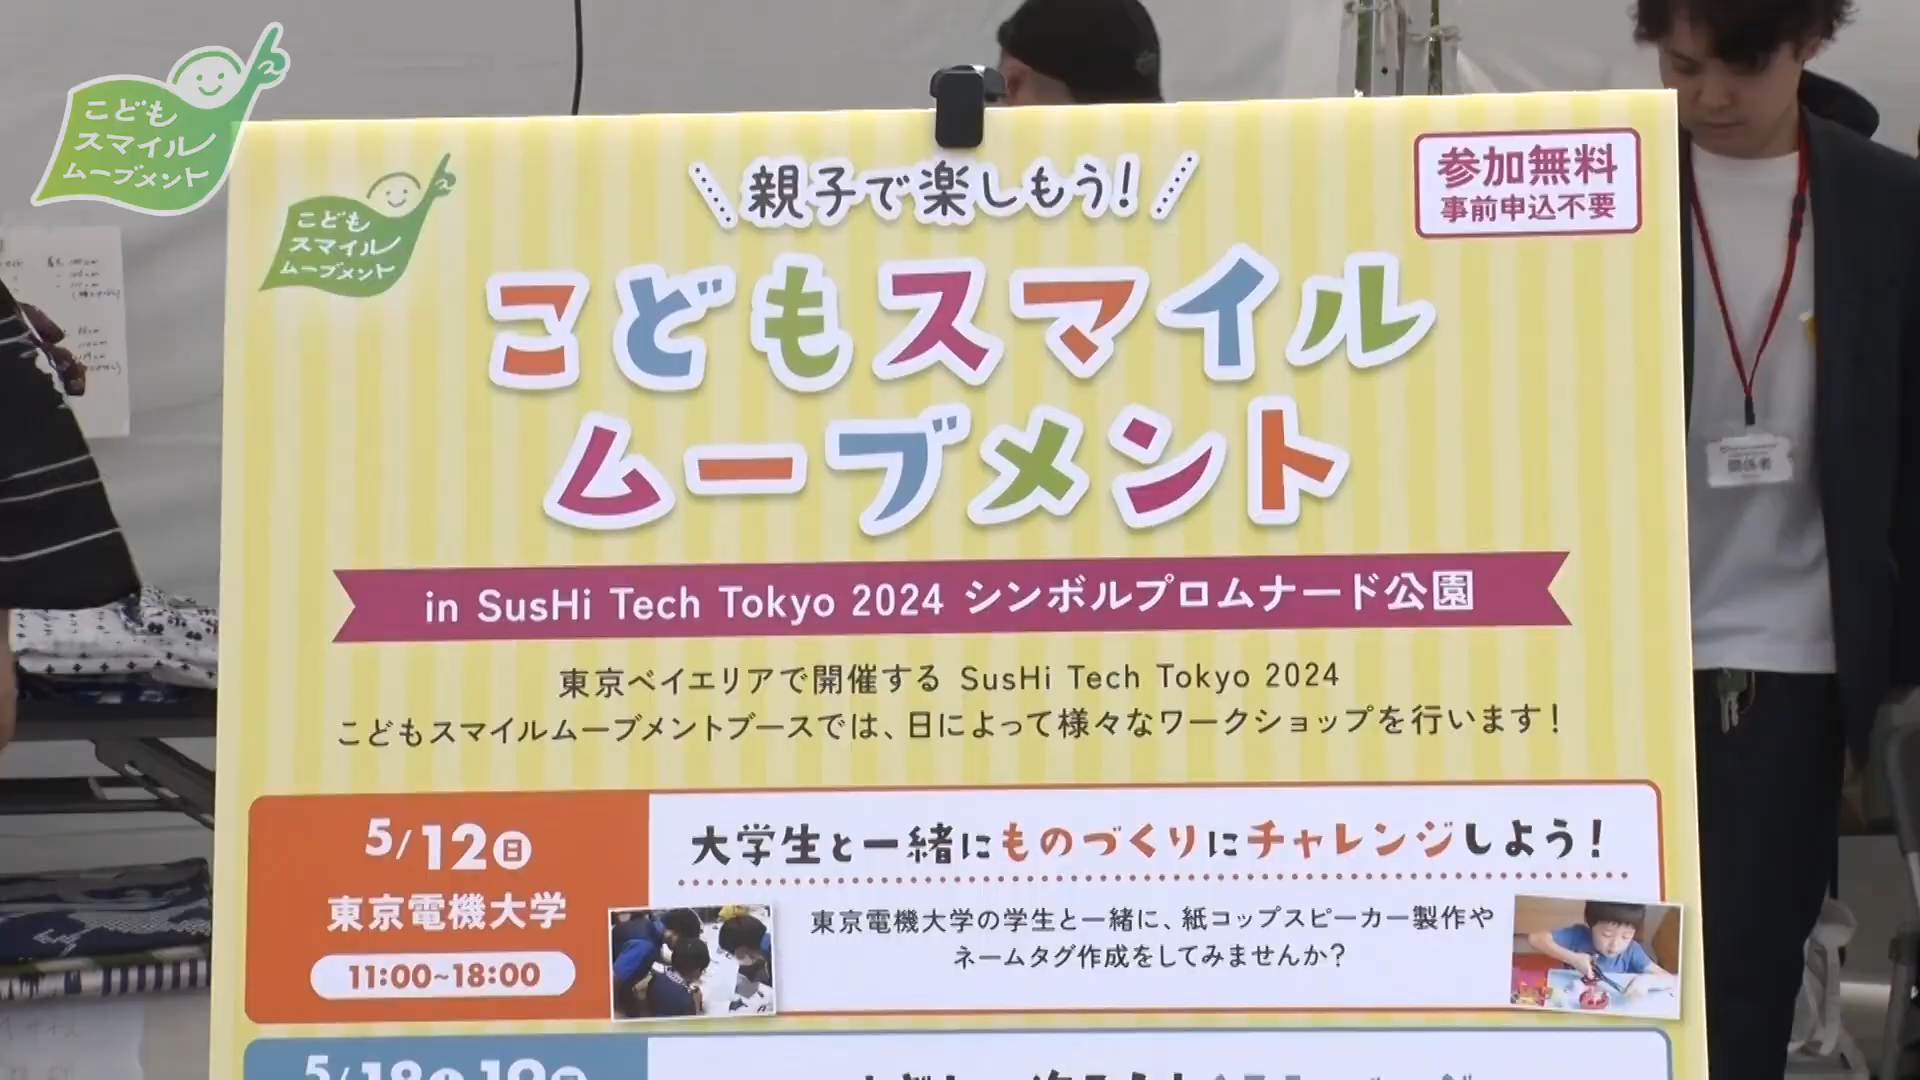 こども
スマイル
ムーブメント
こども
スマイル
ムーブメント
親子で楽しもう!
参加無料
事前申込不要
こどもスマイル
ムーブメント
in SusHi Tech Tokyo 2024 シンボルプロムナード公園
東京ベイエリアで開催する SusHi Tech Tokyo 2024
こどもスマイルムーブメントブースでは、日によって様々なワークショップを行います!
5/12日
東京電機大学
11:00~18:00
大学生と一緒にものづくりにチャレンジしよう!
東京電機大学の学生と一緒に、紙コップスピーカー製作や
ネームタグ作成をしてみませんか?
関係者